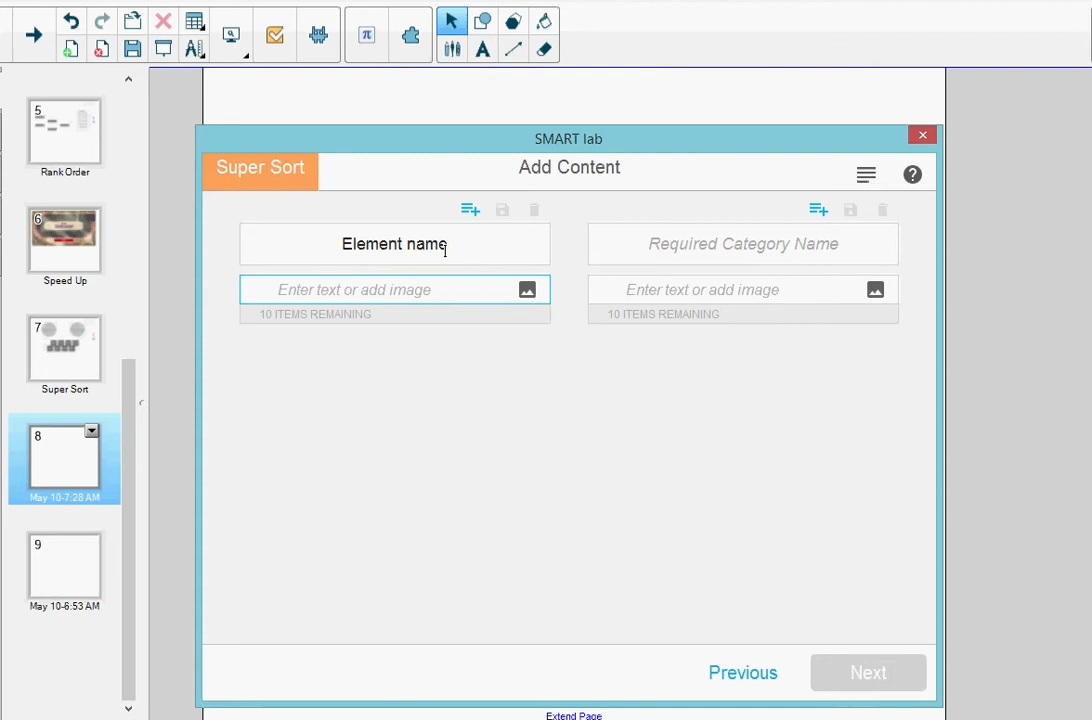 SMART lab
Super Sort
Add Content
Element name
Required Category Name
Enter text or add image
Enter text or add image
10 ITEMS REMAINING
10 ITEMS REMAINING
Previous
Next
Extend Page
5
Rank Order
6
Speed Up
7
Super Sort
8
May 10-7:28 AM
9
May 10-6:53 AM